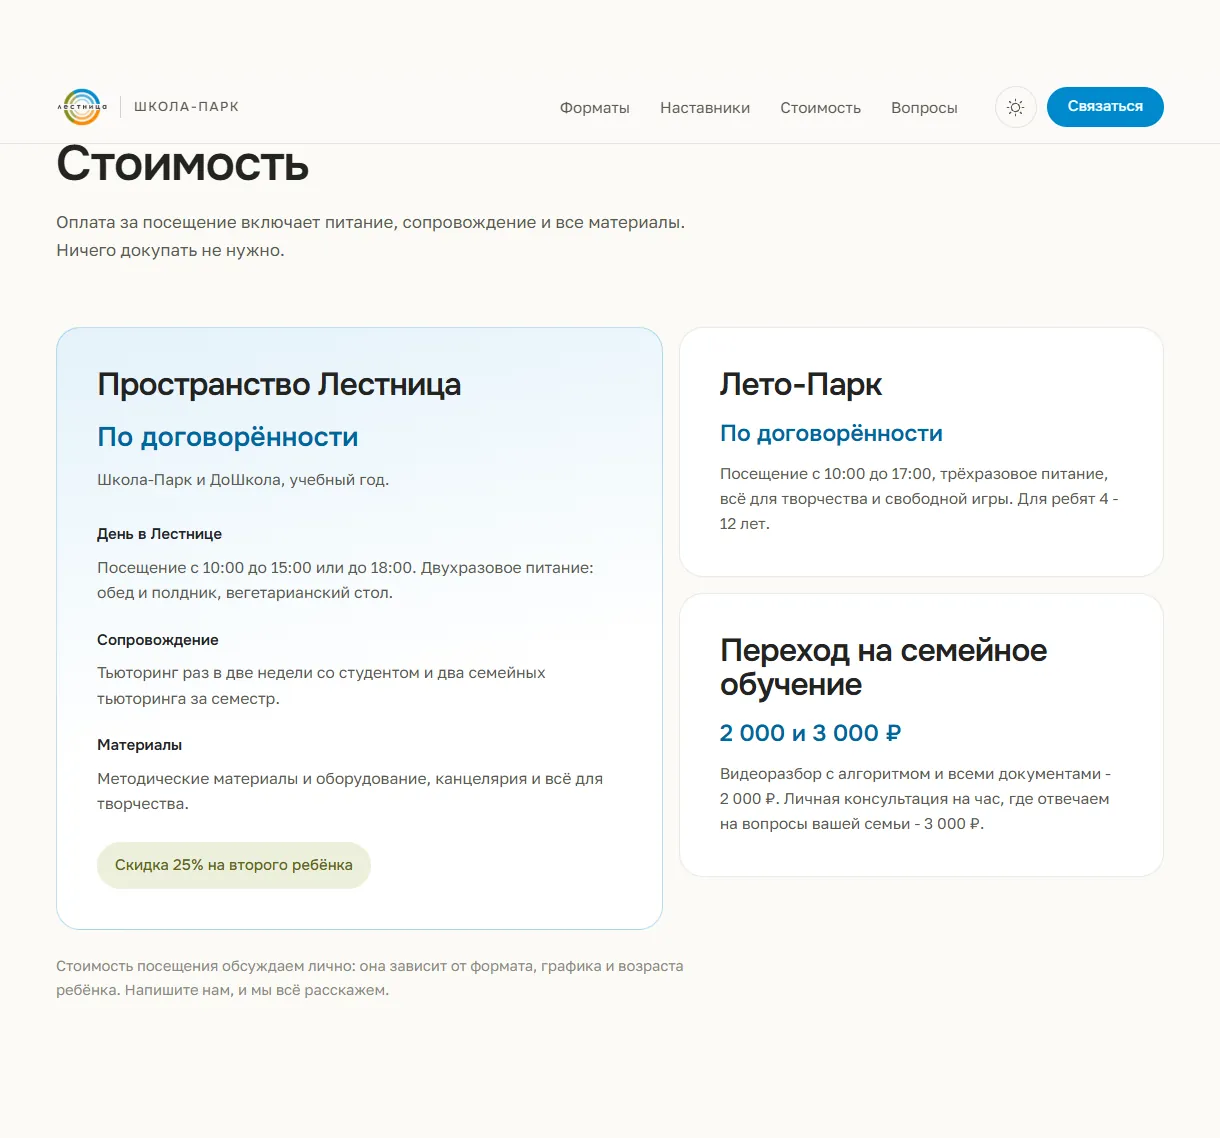 лестница
ШКОЛА-ПАРК
Форматы
Наставники
Стоимость
Вопросы
Связаться
Стоимость
Оплата за посещение включает питание, сопровождение и все материалы.
Ничего докупать не нужно.
Пространство Лестница
По договорённости
Школа-Парк и ДоШкола, учебный год.
День в Лестнице
Посещение с 10:00 до 15:00 или до 18:00. Двухразовое питание:
обед и полдник, вегетарианский стол.
Сопровождение
Тьюторинг раз в две недели со студентом и два семейных
тьюторинга за семестр.
Материалы
Методические материалы и оборудование, канцелярия и всё для
творчества.
Скидка 25% на второго ребёнка
Лето-Парк
По договорённости
Посещение с 10:00 до 17:00, трёхразовое питание,
всё для творчества и свободной игры. Для ребят 4 -
12 лет.
Переход на семейное
обучение
2 000 и 3 000 ₽
Видеоразбор с алгоритмом и всеми документами -
2 000 ₽. Личная консультация на час, где отвечаем
на вопросы вашей семьи - 3 000 ₽.
Стоимость посещения обсуждаем лично: она зависит от формата, графика и возраста
ребёнка. Напишите нам, и мы всё расскажем.